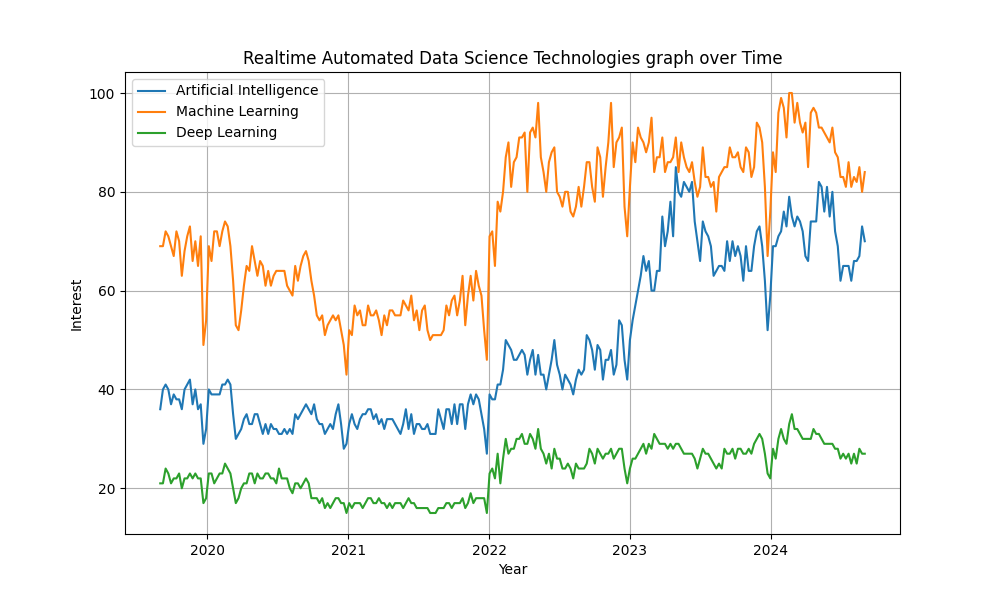 Realtime Automated Data Science Technologies graph over Time
Artificial Intelligence
Machine Learning
Deep Learning
100
80
60
40
20
Interest
2020 2021 2022 2023 2024
Year